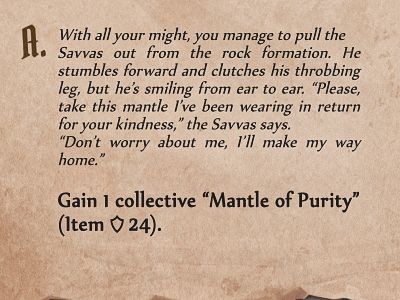 A. With all your might, you manage to pull the
Savvas out from the rock formation. He
stumbles forward and clutches his throbbing
leg, but he’s smiling from ear to ear. “Please,
take this mantle I’ve been wearing in return
for your kindness,” the Savvas says.
“Don’t worry about me, I’ll make my way
home.”
Gain 1 collective “Mantle of Purity”
(Item 24).